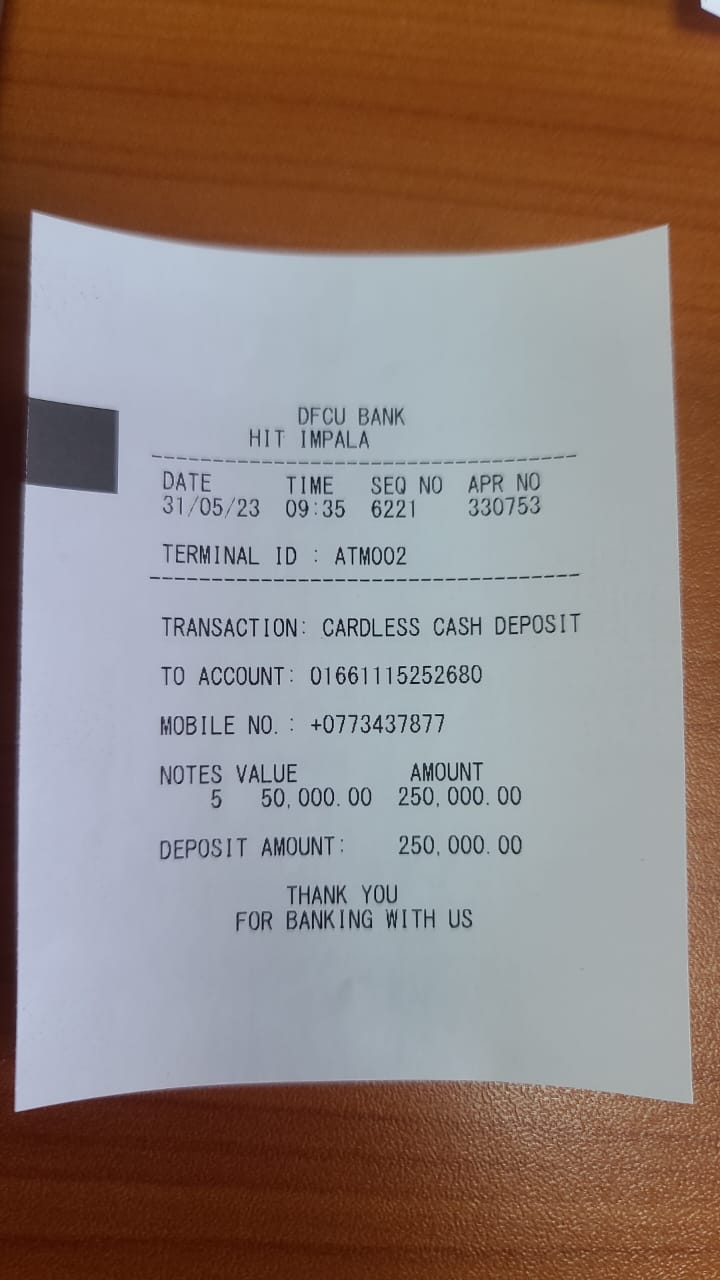 DFCU BANK
HIT IMPALA
DATE TIME SEQ NO APR NO
31/05/23 09:35 6221 330753
TERMINAL ID : ATM002
TRANSACTION: CARDLESS CASH DEPOSIT
TO ACCOUNT: 01661115252680
MOBILE NO.: +0773437877
NOTES VALUE AMOUNT
5 50,000.00 250,000.00
DEPOSIT AMOUNT: 250,000.00
THANK YOU
FOR BANKING WITH US